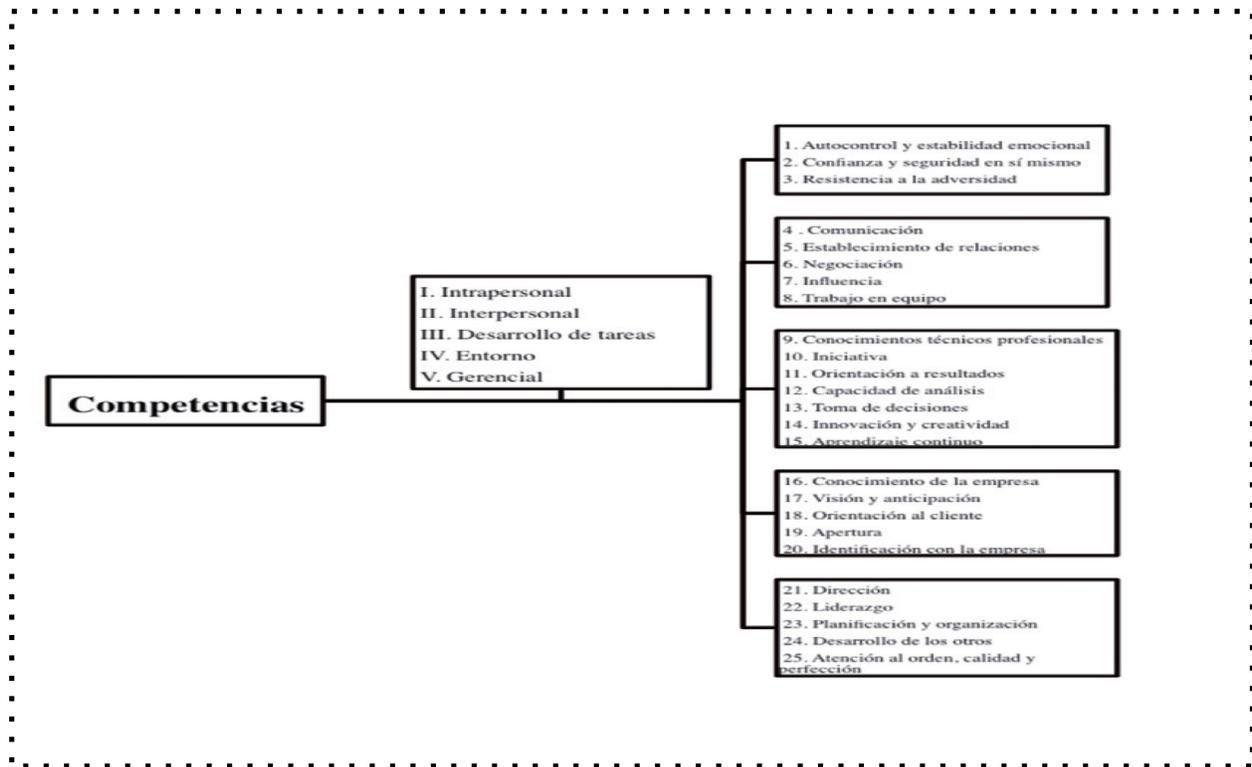 Competencias
I. Intrapersonal
II. Interpersonal
III. Desarrollo de tareas
IV. Entorno
V. Gerencial
1. Autocontrol y estabilidad emocional
2. Confianza y seguridad en sí mismo
3. Resistencia a la adversidad
4 . Comunicación
5. Establecimiento de relaciones
6. Negociación
7. Influencia
8. Trabajo en equipo
9. Conocimientos técnicos profesionales
10. Iniciativa
11. Orientación a resultados
12. Capacidad de análisis
13. Toma de decisiones
14. Innovación y creatividad
15. Aprendizaje continuo
16. Conocimiento de la empresa
17. Visión y anticipación
18. Orientación al cliente
19. Apertura
20. Identificación con la empresa
21. Dirección
22. Liderazgo
23. Planificación y organización
24. Desarrollo de los otros
25. Atención al orden, calidad y
perfección